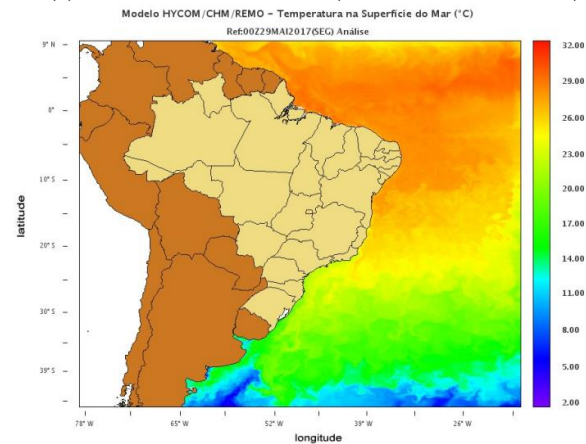 Modelo HYCOM/CHM/REMO - Temperatura na Superfície do Mar (°C)
Ref:00Z29MAI2017(SEG) Análise
9°N
0°
10°S
20°S
30°S
39°S
latitude
78°W 65°W 52°W 39°W 26°W
longitude
32.00
29.00
26.00
23.00
20.00
17.00
14.00
11.00
8.00
5.00
2.00